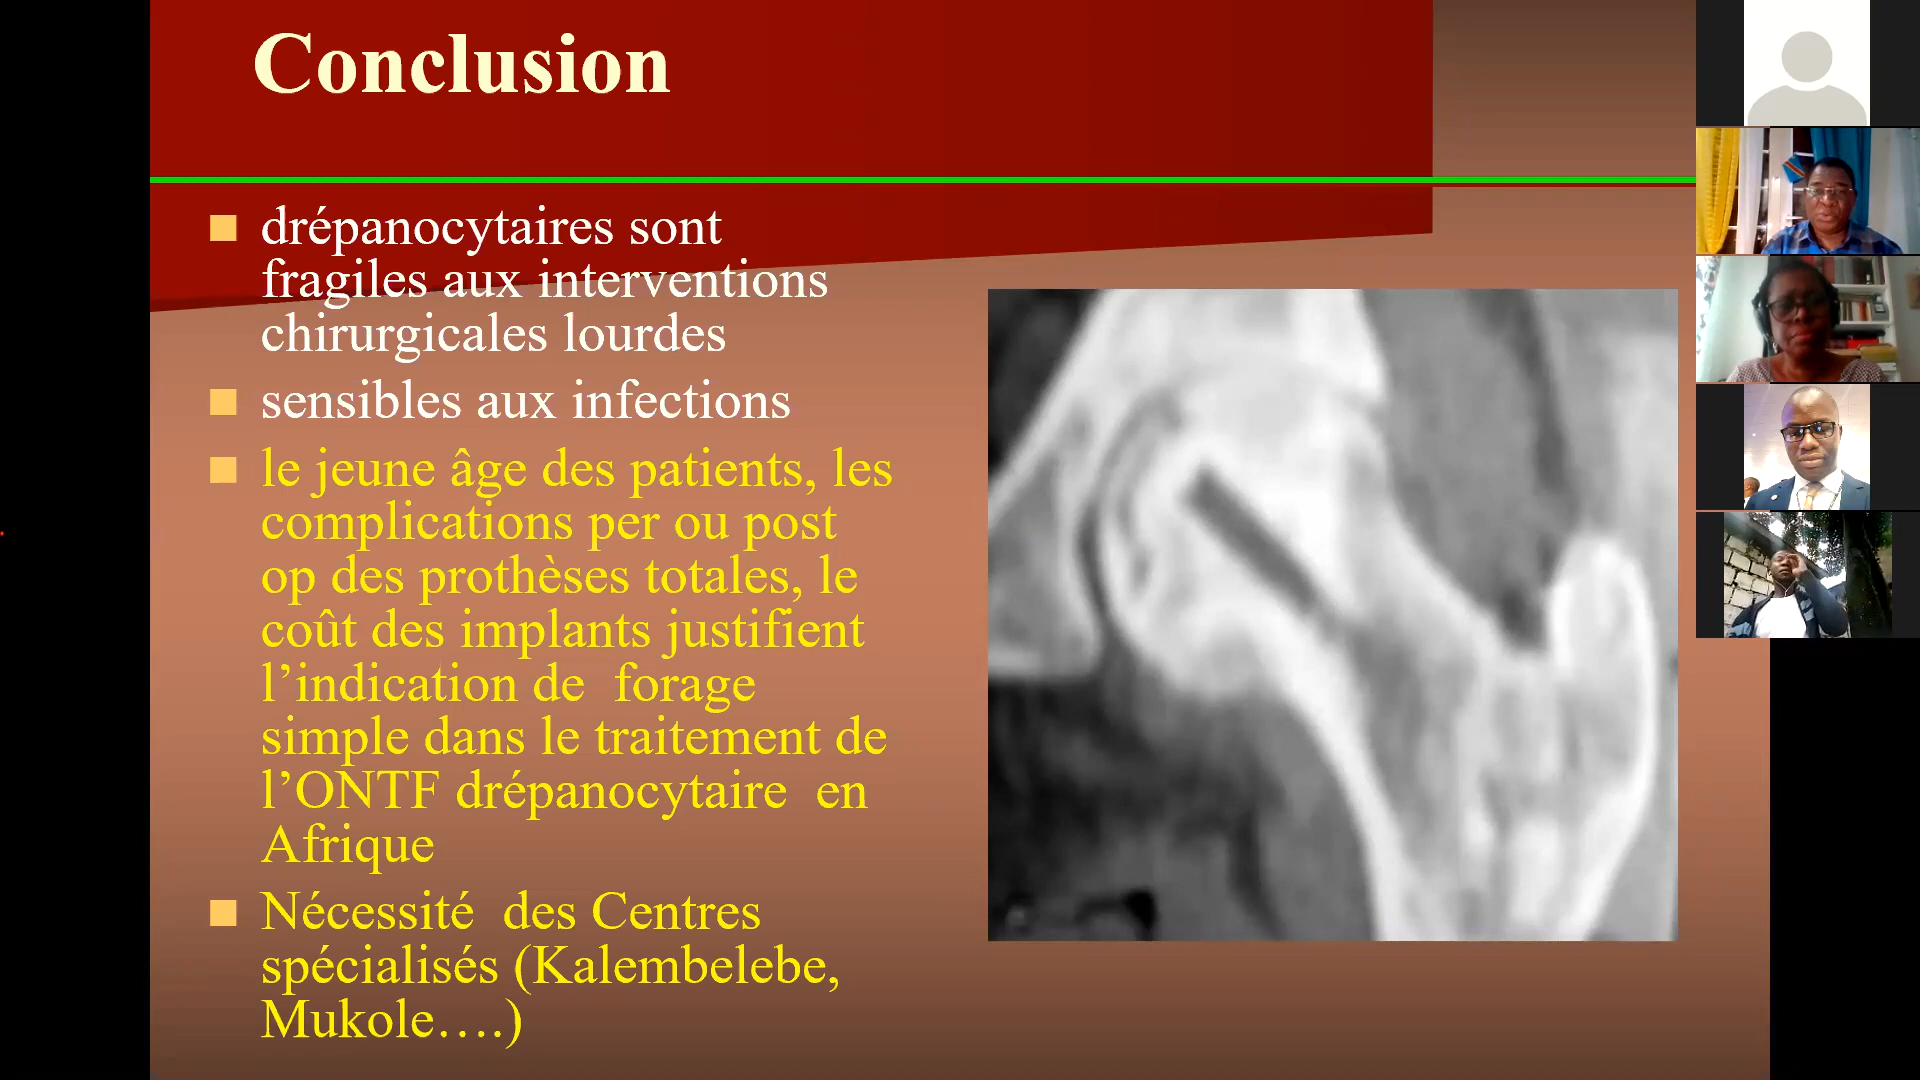 Conclusion
drépanocytaires sont
fragiles aux interventions
chirurgicales lourdes
sensibles aux infections
le jeune âge des patients, les
complications per ou post
op des prothèses totales, le
coût des implants justifient
l’indication de  forage
simple dans le traitement de
l’ONTF drépanocytaire  en
Afrique
Nécessité  des Centres
spécialisés (Kalembelebe,
Mukole….)